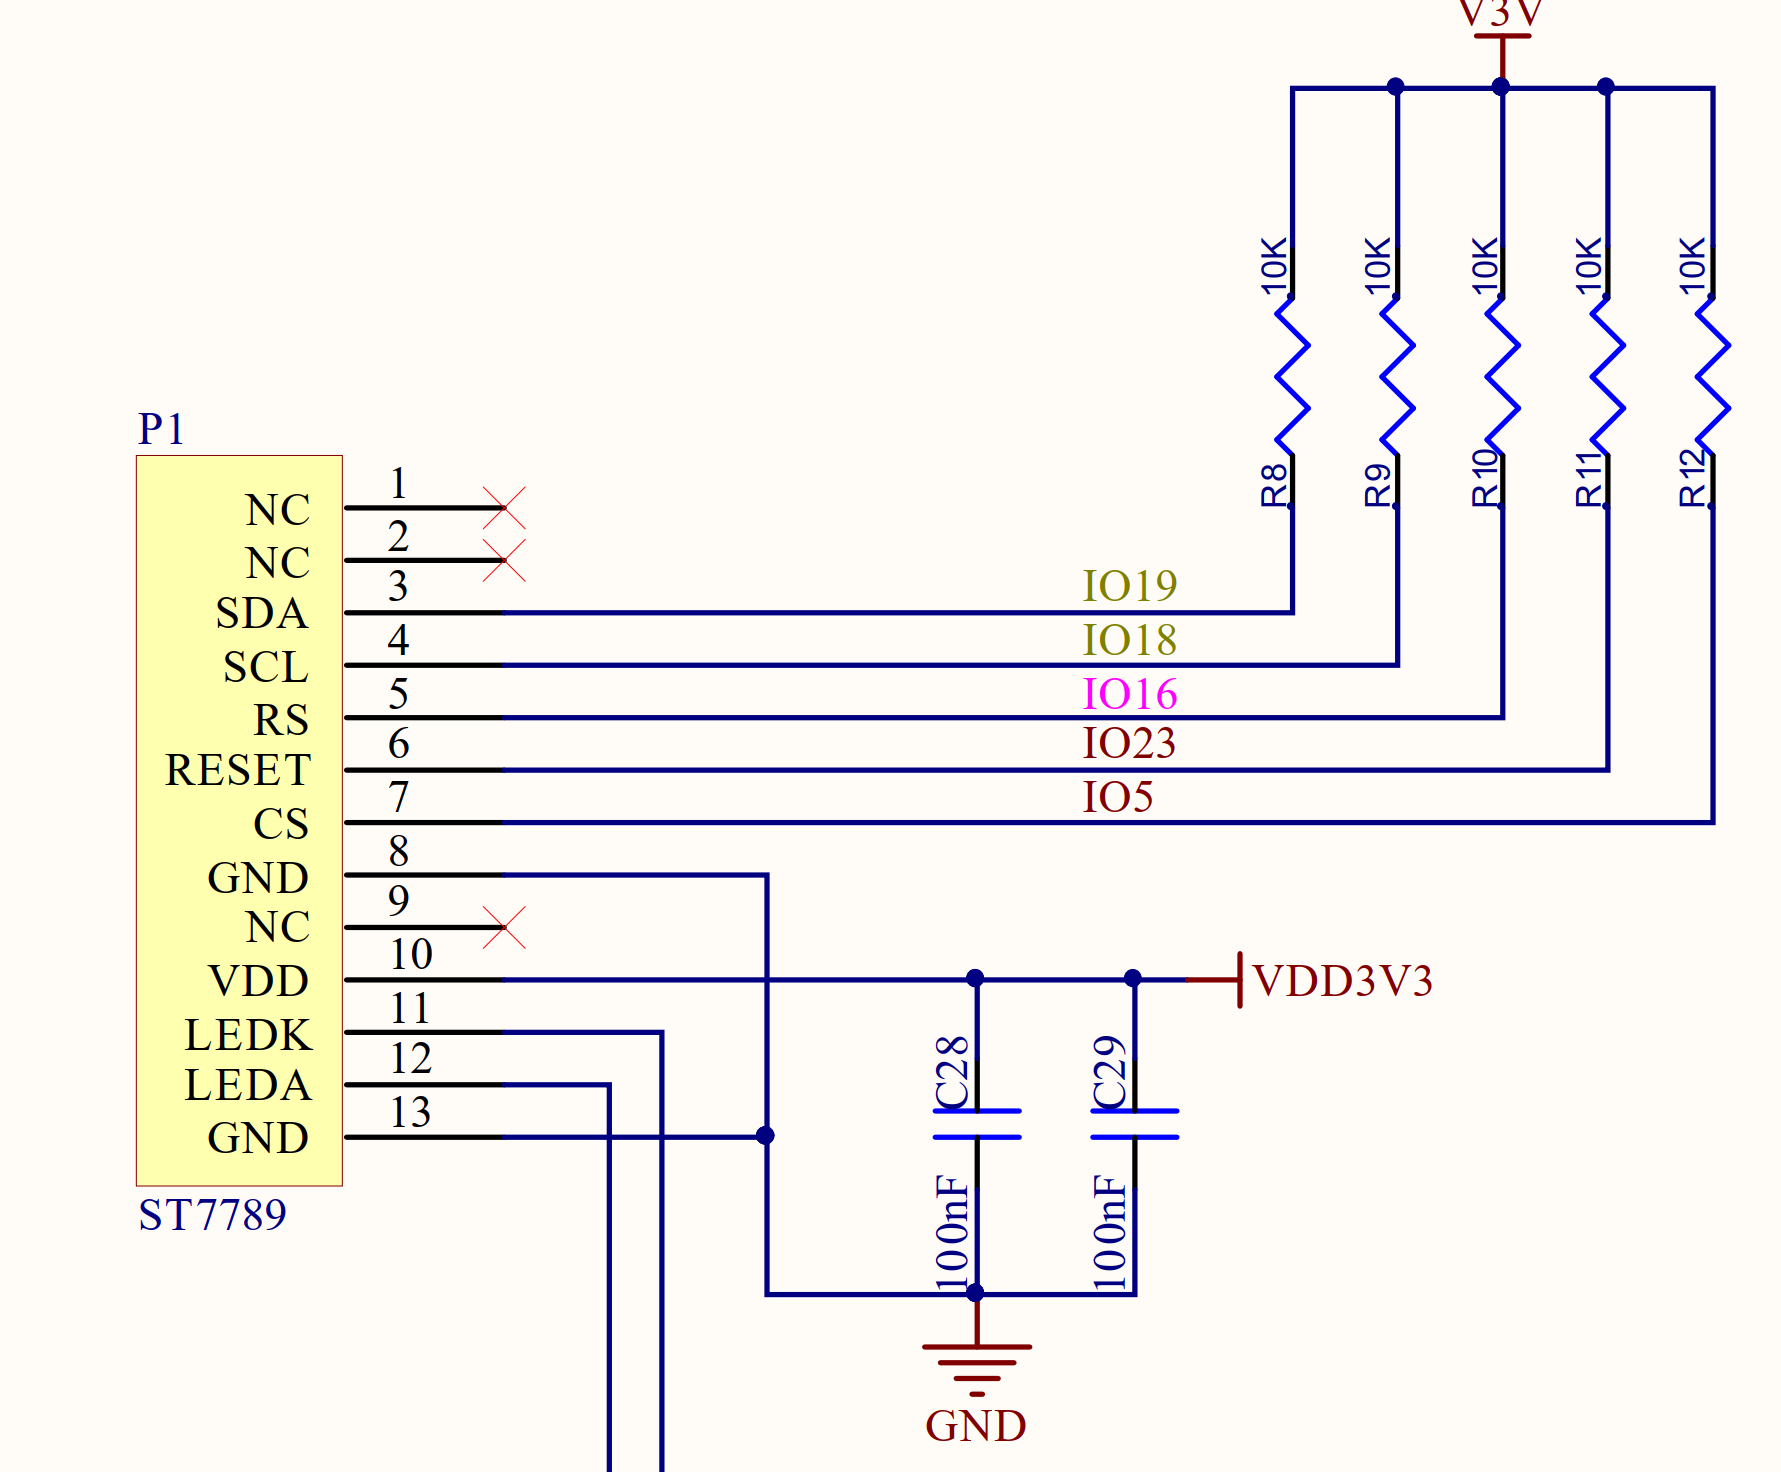 V3V
10K 10K 10K 10K 10K
R8 R9 R10 R11 R12
P1
NC 1
NC 2
SDA 3 IO19
SCL 4 IO18
RS 5 IO16
RESET 6 IO23
CS 7 IO5
GND 8
NC 9
VDD 10 VDD3V3
LEDK 11
LEDA 12
GND 13
C28 C29
100nF 100nF
ST7789
GND